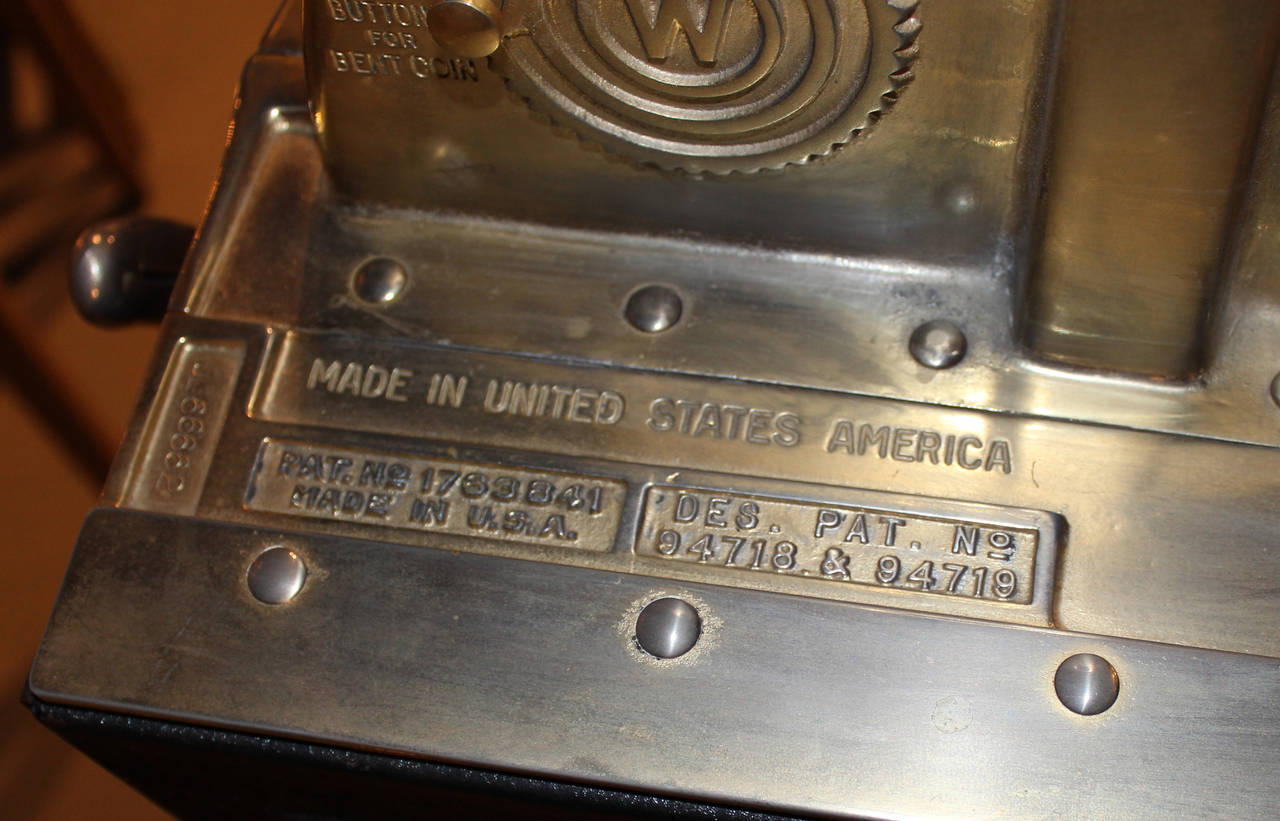 BUTTON
FOR
BENT COIN
W
MADE IN UNITED STATES AMERICA
PAT. No 1763841
MADE IN U.S.A.
DES. PAT. No
94718 & 94719